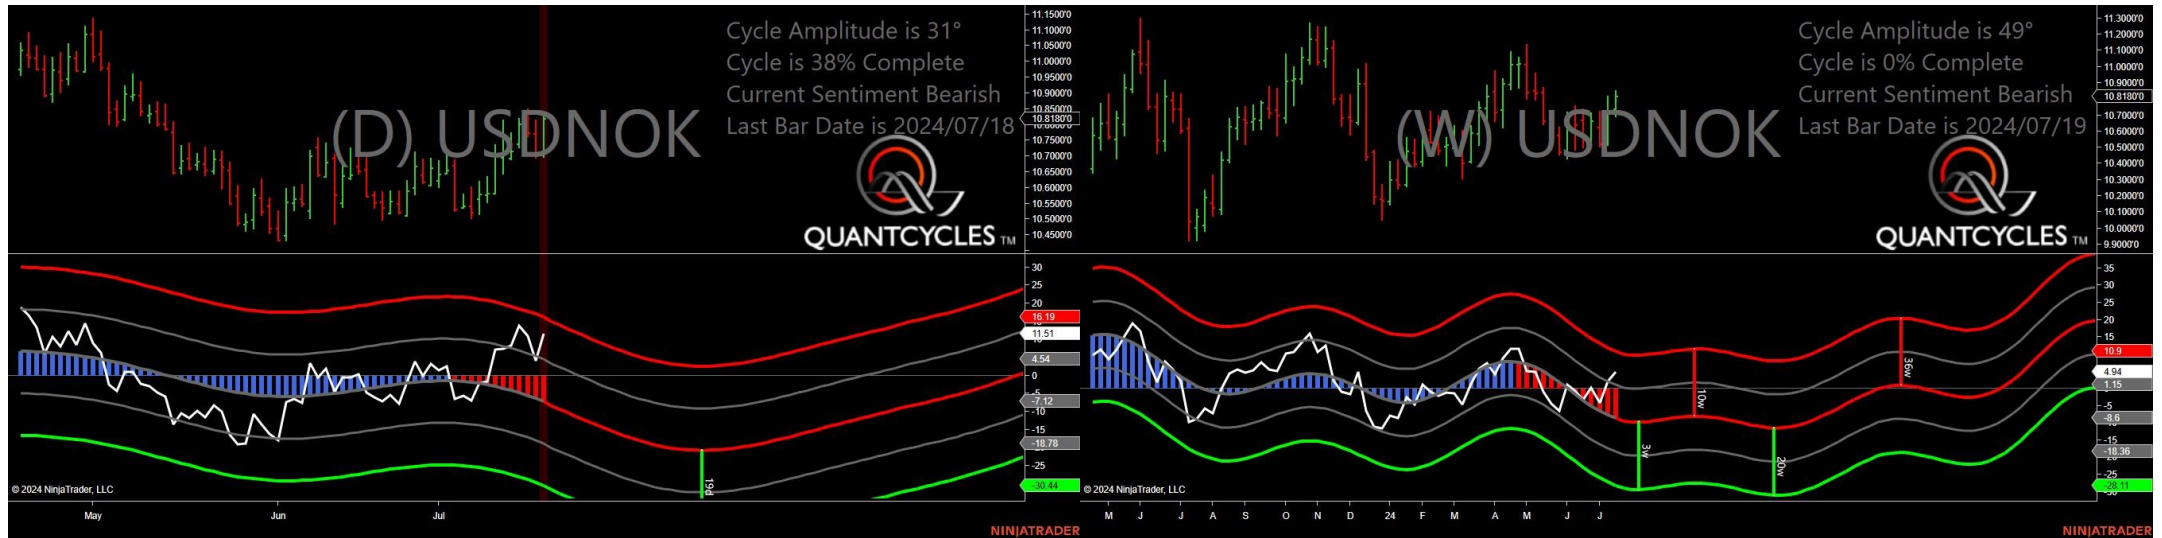 Cycle Amplitude is 31°
Cycle is 38% Complete
Current Sentiment Bearish
Last Bar Date is 2024/07/18
(D) USDNOK
QUANTCYCLES TM
11.1500'0
11.1000'0
11.0500'0
11.0000'0
10.9500'0
10.9000'0
10.8500'0
10.8180'0
10.7500'0
10.7000'0
10.6500'0
10.6000'0
10.5500'0
10.5000'0
10.4500'0
30
25
20
16.19
11.51
4.54
0
-7.12
-10
-15
-18.78
-25
-30.44
19d
© 2024 NinjaTrader, LLC
May Jun Jul
NINJATRADER
Cycle Amplitude is 49°
Cycle is 0% Complete
Current Sentiment Bearish
Last Bar Date is 2024/07/19
(W) USDNOK
QUANTCYCLES TM
11.3000'0
11.2000'0
11.1000'0
11.0000'0
10.9000'0
10.8180'0
10.7000'0
10.6000'0
10.5000'0
10.4000'0
10.3000'0
10.2000'0
10.1000'0
10.0000'0
9.9000'0
35
30
25
20
15
10.9
4.94
1.15
-5
-8.6
-15
-18.36
-25
-28.11
3w
10w
20w
36w
© 2024 NinjaTrader, LLC
M J J A S O N D 24 F M A M J J
NINJATRADER